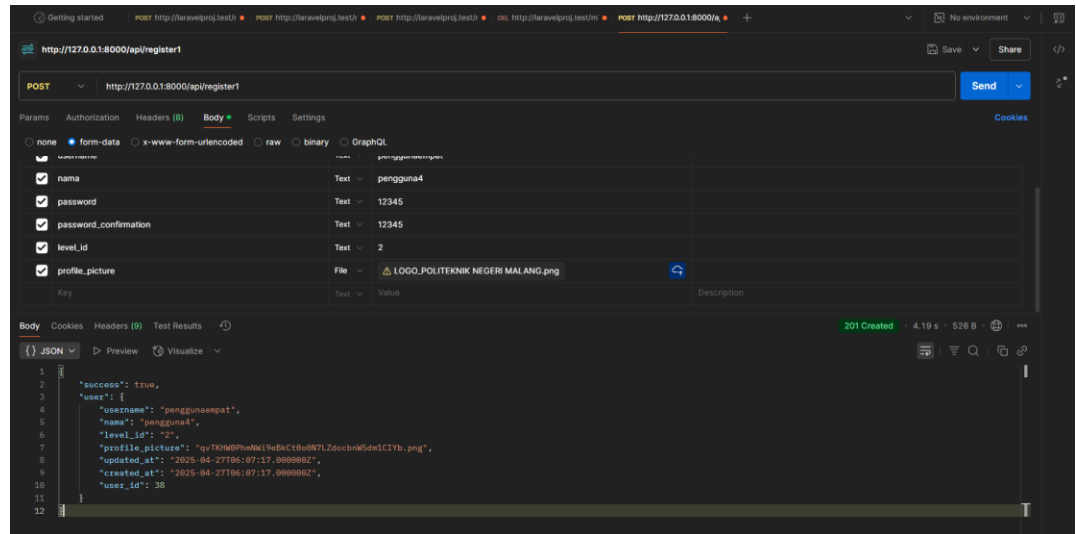 Getting started POST http://laravelproj.test/r POST http://laravelproj.test/r POST http://laravelproj.test/r DEL http://laravelproj.test/m POST http://127.0.0.1:8000/a + No environment
http://127.0.0.1:8000/api/register1 Save Share
POST http://127.0.0.1:8000/api/register1 Send
Params Authorization Headers (8) Body Scripts Settings Cookies
none form-data x-www-form-urlencoded raw binary GraphQL
username Text penggunaempat
nama Text pengguna4
password Text 12345
password_confirmation Text 12345
level_id Text 2
profile_picture File LOGO_POLITEKNIK NEGERI MALANG.png
Key Text Value Description
Body Cookies Headers (9) Test Results 201 Created 4.19 s 526 B
{} JSON Preview Visualize
1 {
2 "success": true,
3 "user": {
4 "username": "penggunaempat",
5 "nama": "pengguna4",
6 "level_id": "2",
7 "profile_picture":
8 "updated_at": "2025-04-27T06:07:17.000000Z",
9 "created_at": "2025-04-27T06:07:17.000000Z",
10 "user_id": 38
11 }
12 }